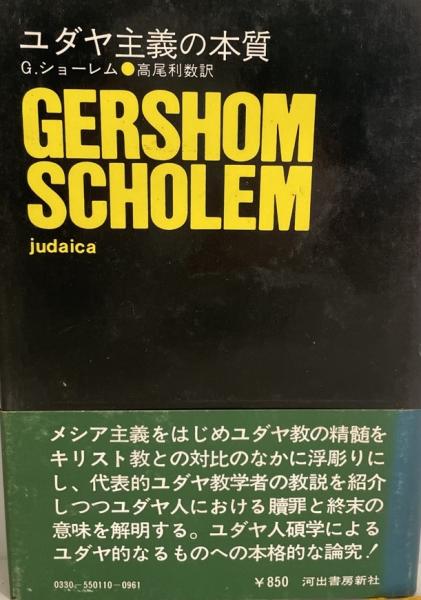 ユダヤ主義の本質
G.ショーレム●高尾利数訳
GERSHOM
SCHOLEM
judaica
メシア主義をはじめユダヤ教の精髄を
キリスト教との対比のなかに浮彫りに
し、代表的ユダヤ教学者の教説を紹介
しつつユダヤ人における贖罪と終末の
意味を解明する。ユダヤ人碩学による
ユダヤ的なるものへの本格的な論究!
0330-550110-0961
¥850 河出書房新社